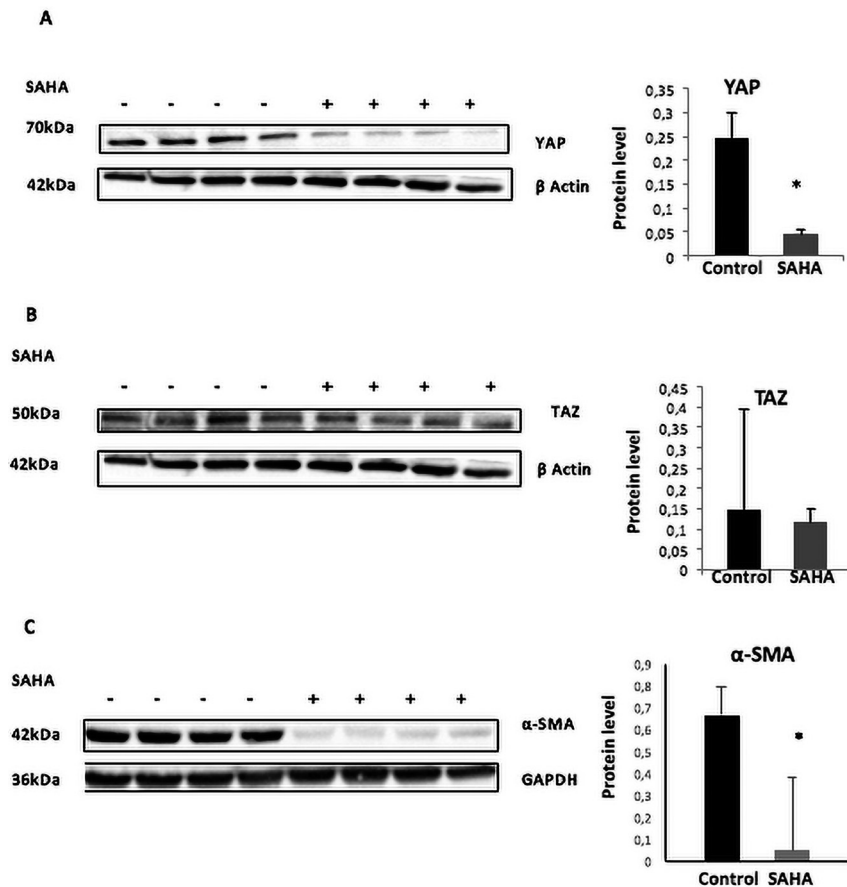 A
SAHA
- - - - + + + +
70kDa
YAP
42kDa
β Actin
YAP
Protein level
0,35
0,3
0,25
0,2
0,15
0,1
0,05
0
*
Control SAHA
B
SAHA
- - - - + + + +
50kDa
TAZ
42kDa
β Actin
TAZ
Protein level
0,45
0,4
0,35
0,3
0,25
0,2
0,15
0,1
0,05
0
Control SAHA
C
SAHA
- - - - + + + +
42kDa
α-SMA
36kDa
GAPDH
α-SMA
Protein level
0,9
0,8
0,7
0,6
0,5
0,4
0,3
0,2
0,1
0
*
Control SAHA